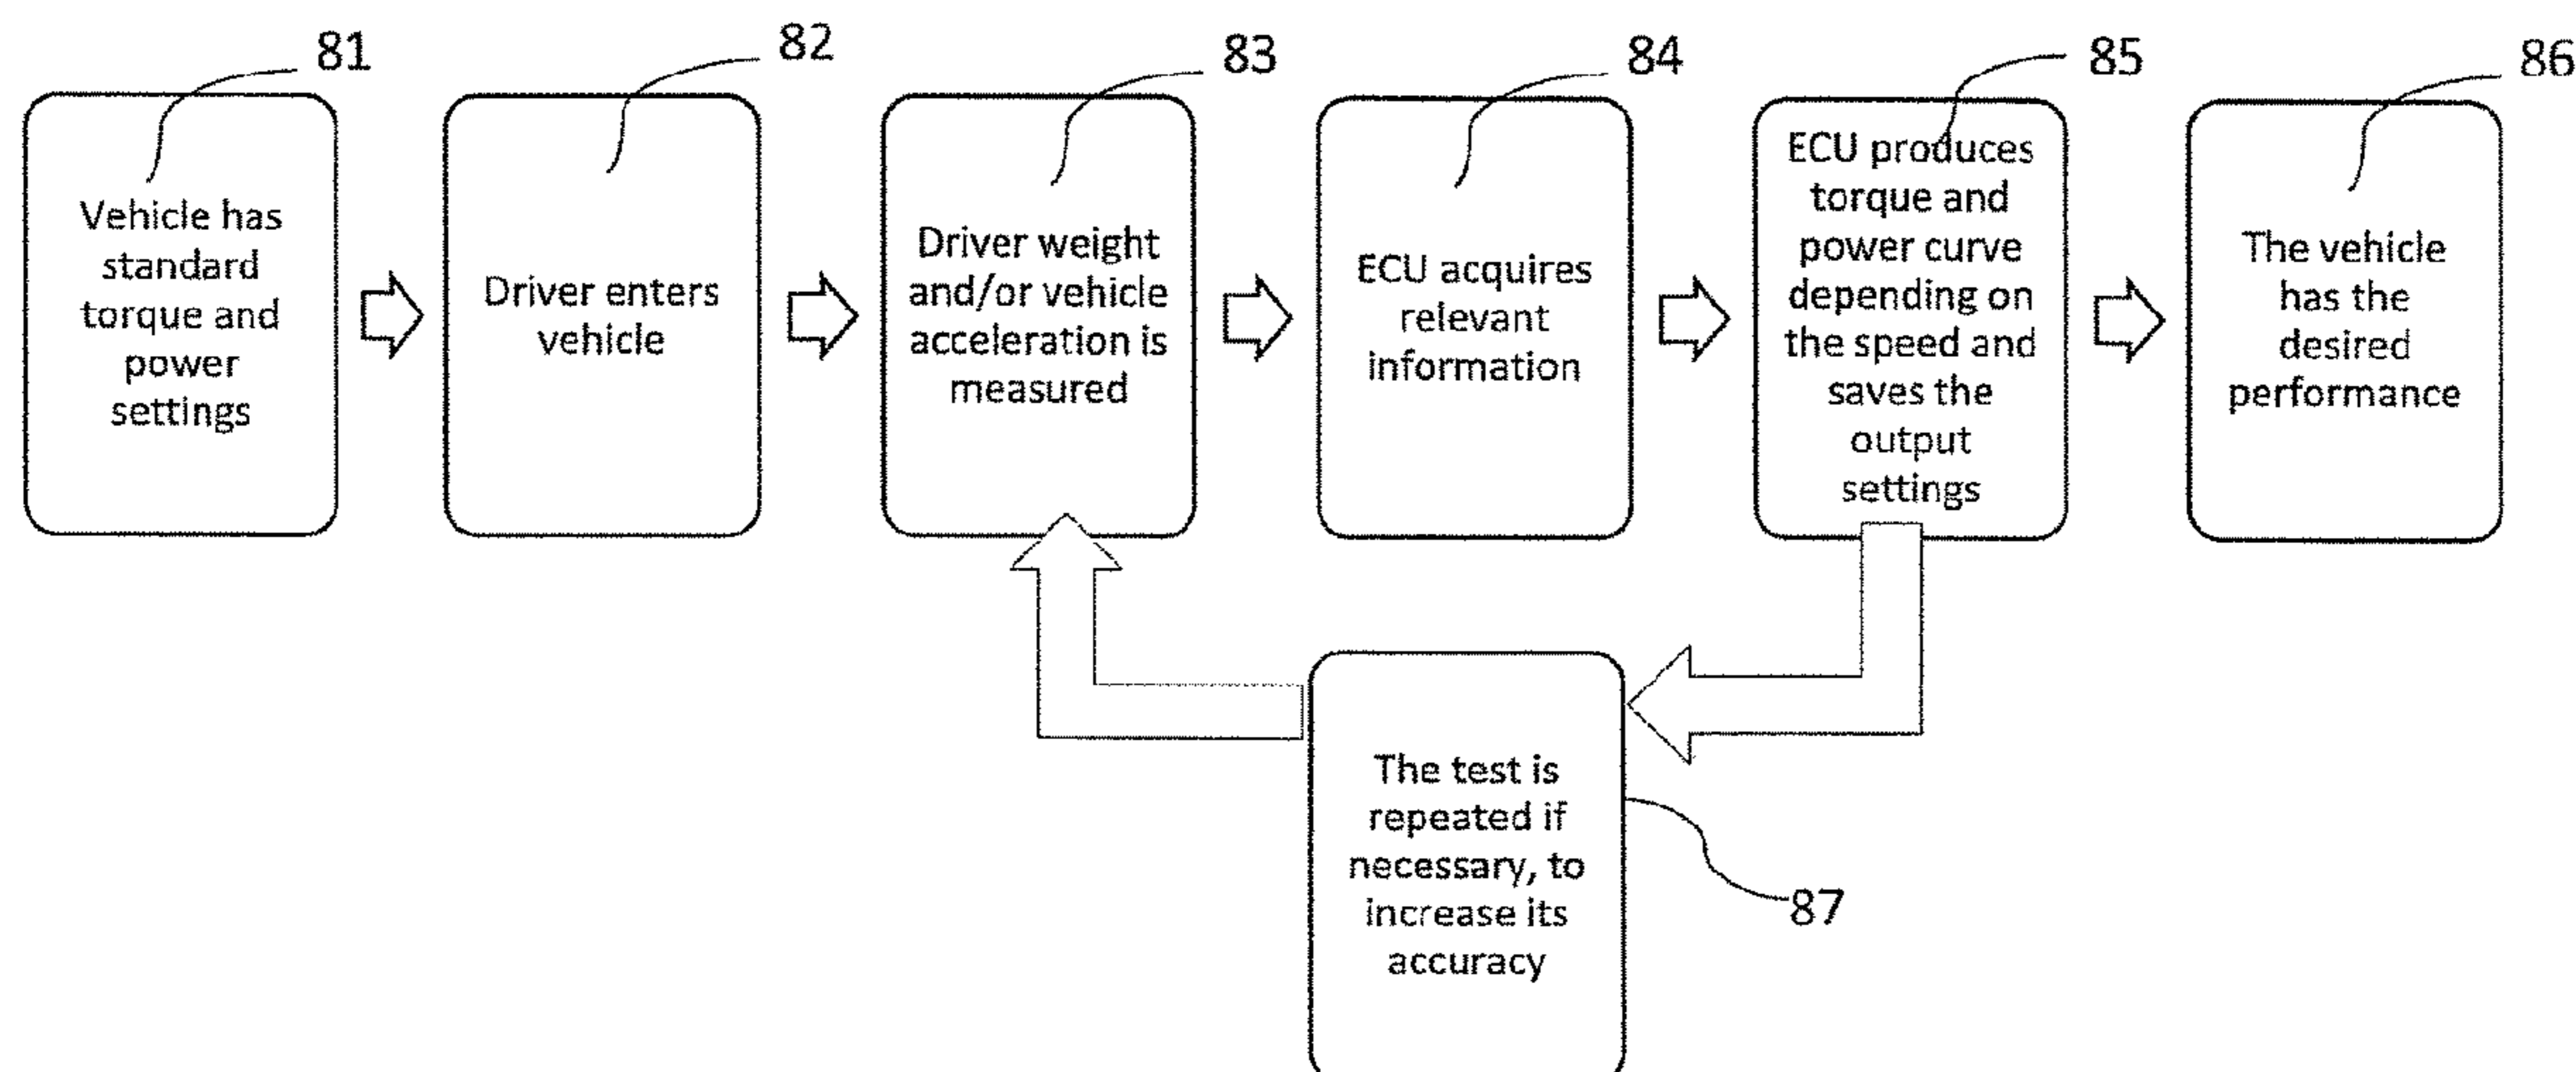 81
Vehicle has
standard
torque and
power
settings
82
Driver enters
vehicle
83
Driver weight
and/or vehicle
acceleration is
measured
84
ECU acquires
relevant
information
85
ECU produces
torque and
power curve
depending on
the speed and
saves the
output
settings
86
The vehicle
has the
desired
performance
The test is
repeated if
necessary, to
increase its
accuracy
87